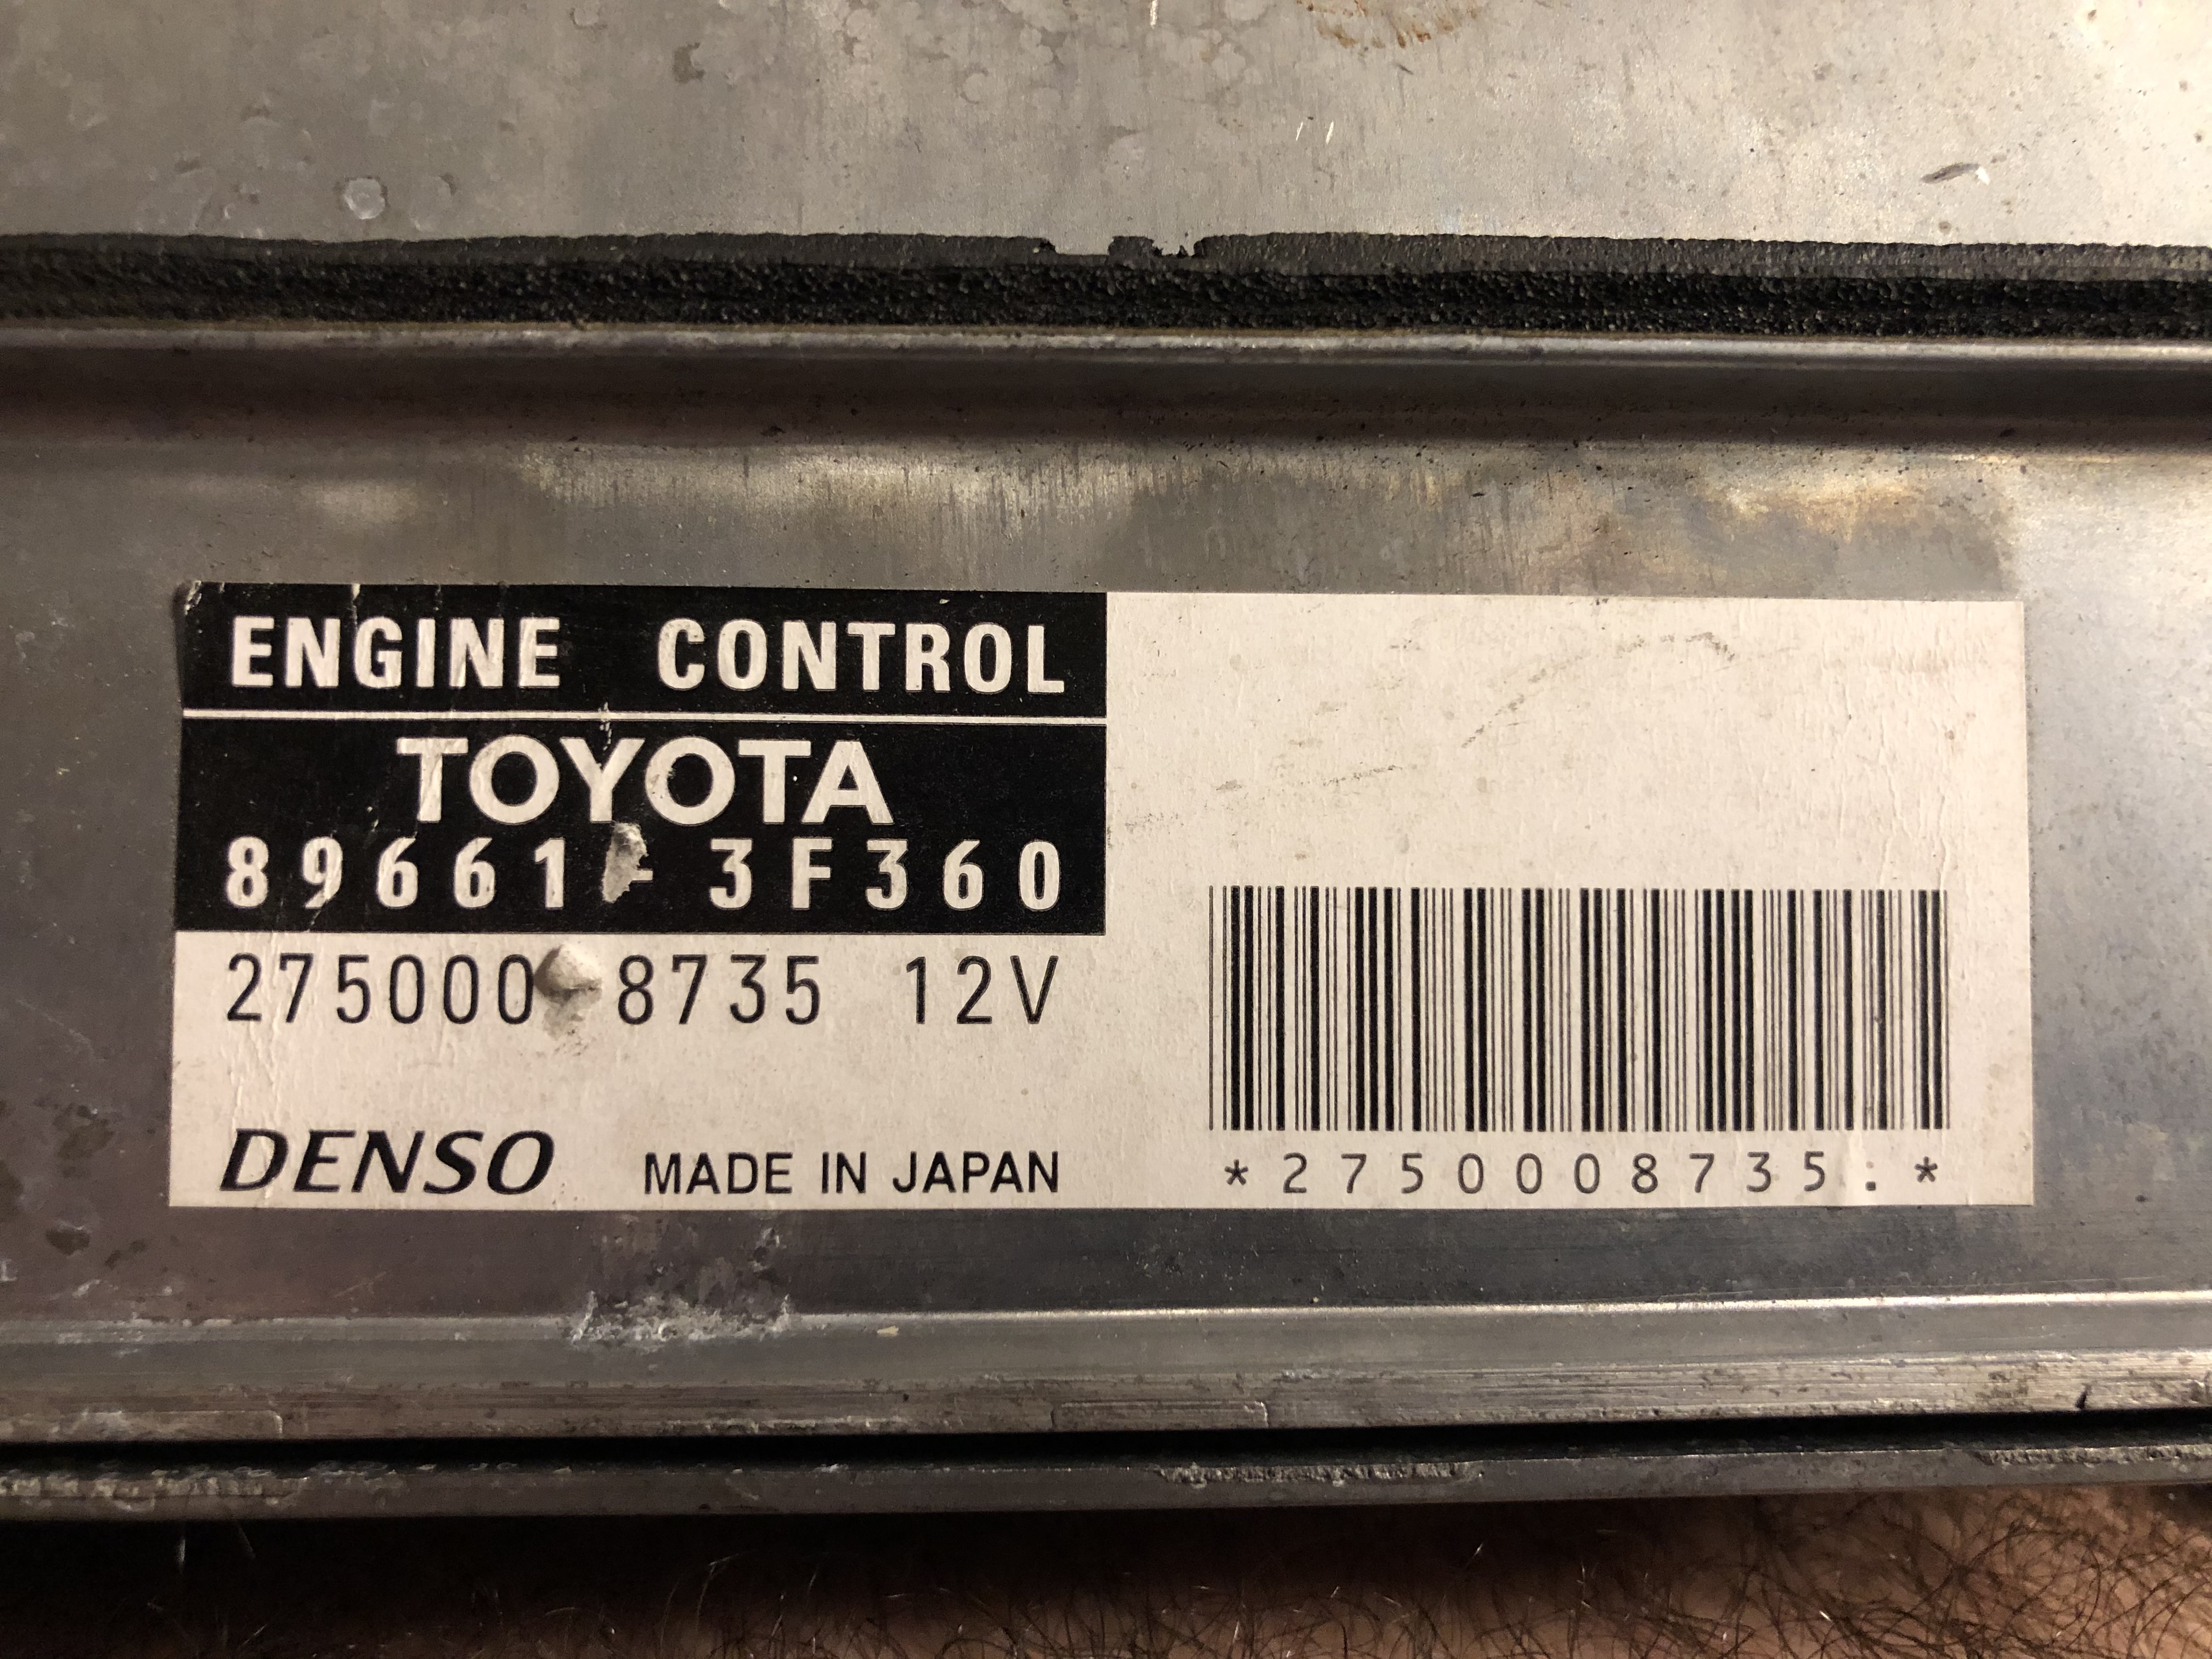 ENGINE CONTROL
TOYOTA
89661-3F360
275000-8735 12V
DENSO MADE IN JAPAN
*2750008735:*